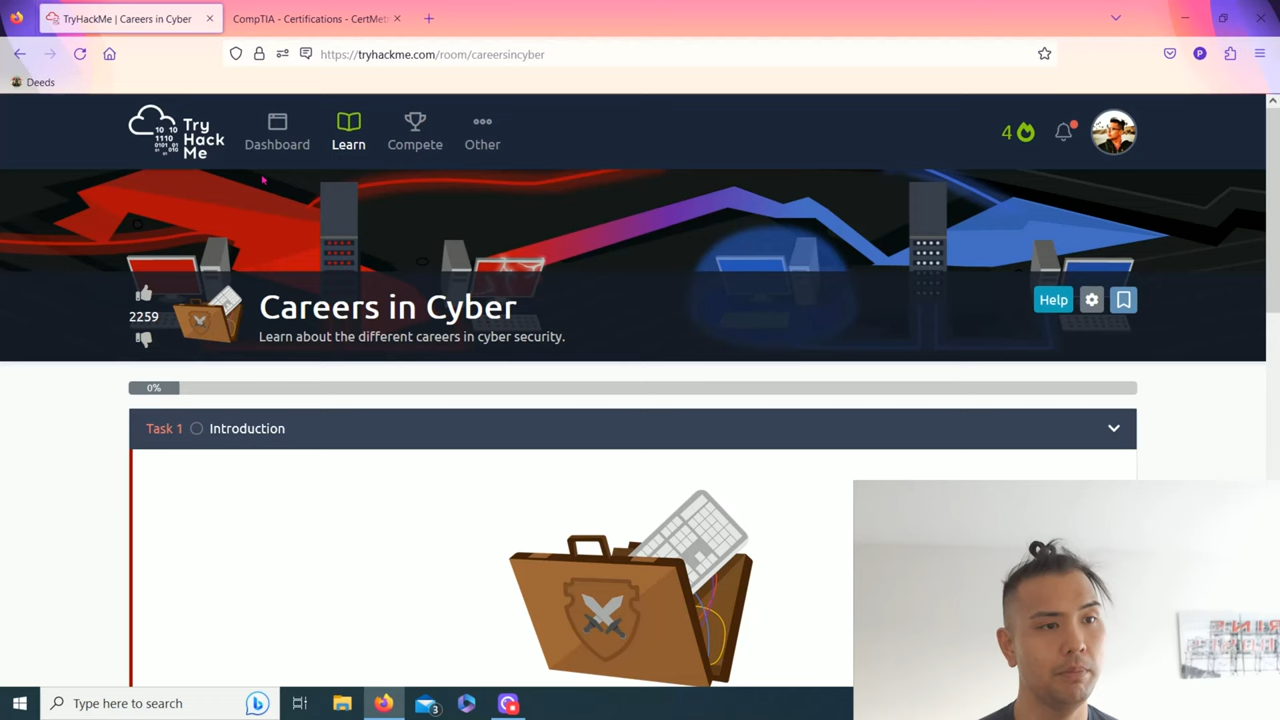 TryHackMe | Careers in Cyber
CompTIA - Certifications - CertMet
https://tryhackme.com/room/careersincyber
Deeds
Try
Hack
Me
Dashboard
Learn
Compete
Other
4
Careers in Cyber
Learn about the different careers in cyber security.
2259
Help
0%
Task 1
Introduction
Type here to search
3